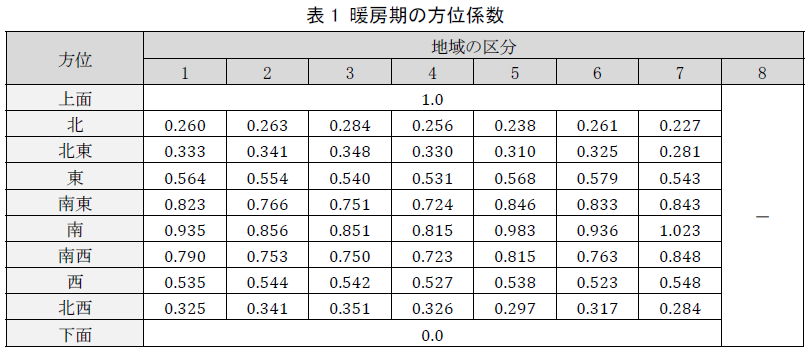 表 1 暖房期の方位係数
方位 地域の区分
1 2 3 4 5 6 7 8
上面 1.0 －
北 0.260 0.263 0.284 0.256 0.238 0.261 0.227
北東 0.333 0.341 0.348 0.330 0.310 0.325 0.281
東 0.564 0.554 0.540 0.531 0.568 0.579 0.543
南東 0.823 0.766 0.751 0.724 0.846 0.833 0.843
南 0.935 0.856 0.851 0.815 0.983 0.936 1.023
南西 0.790 0.753 0.750 0.723 0.815 0.763 0.848
西 0.535 0.544 0.542 0.527 0.538 0.523 0.548
北西 0.325 0.341 0.351 0.326 0.297 0.317 0.284
下面 0.0